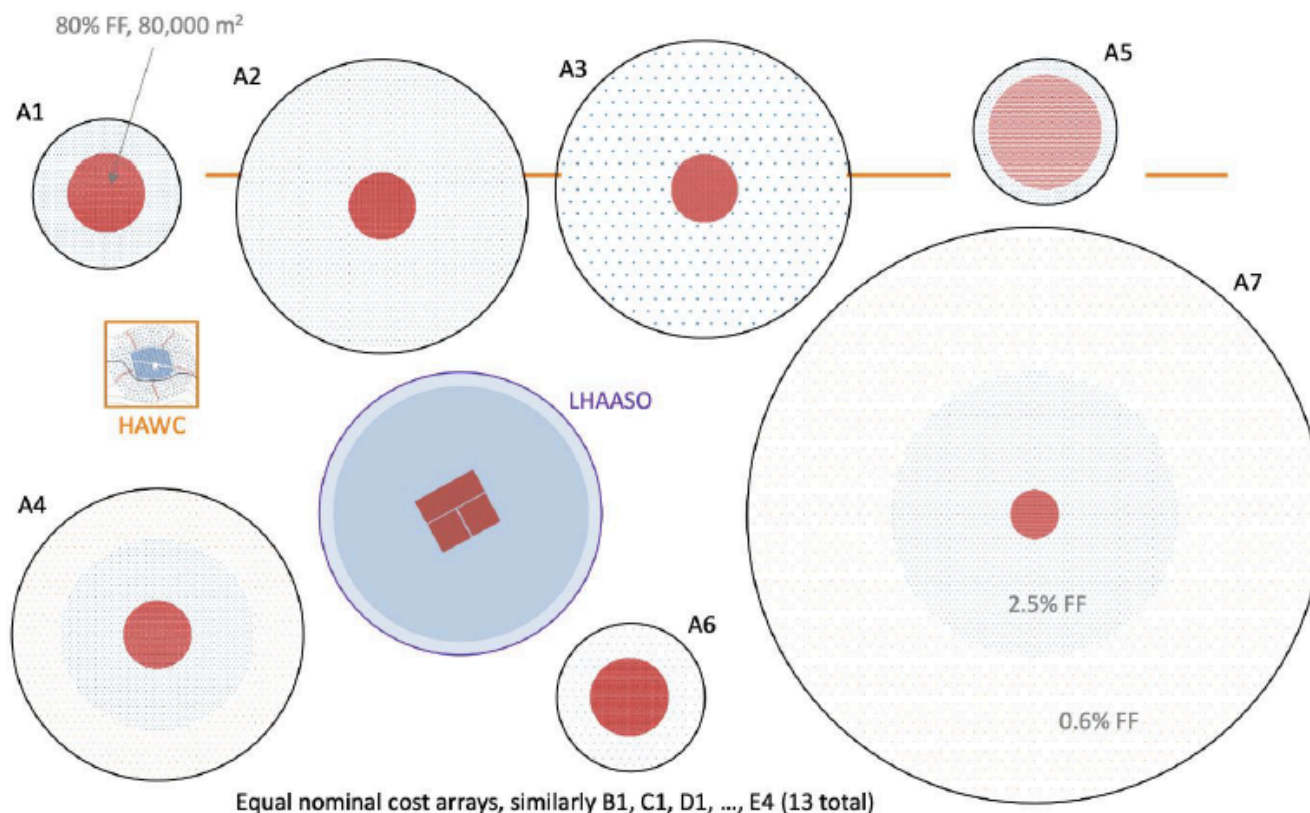 80% FF, 80,000 m²
A1
A2
A3
A5
A7
HAWC
LHAASO
A4
A6
2.5% FF
0.6% FF
Equal nominal cost arrays, similarly B1, C1, D1, ..., E4 (13 total)